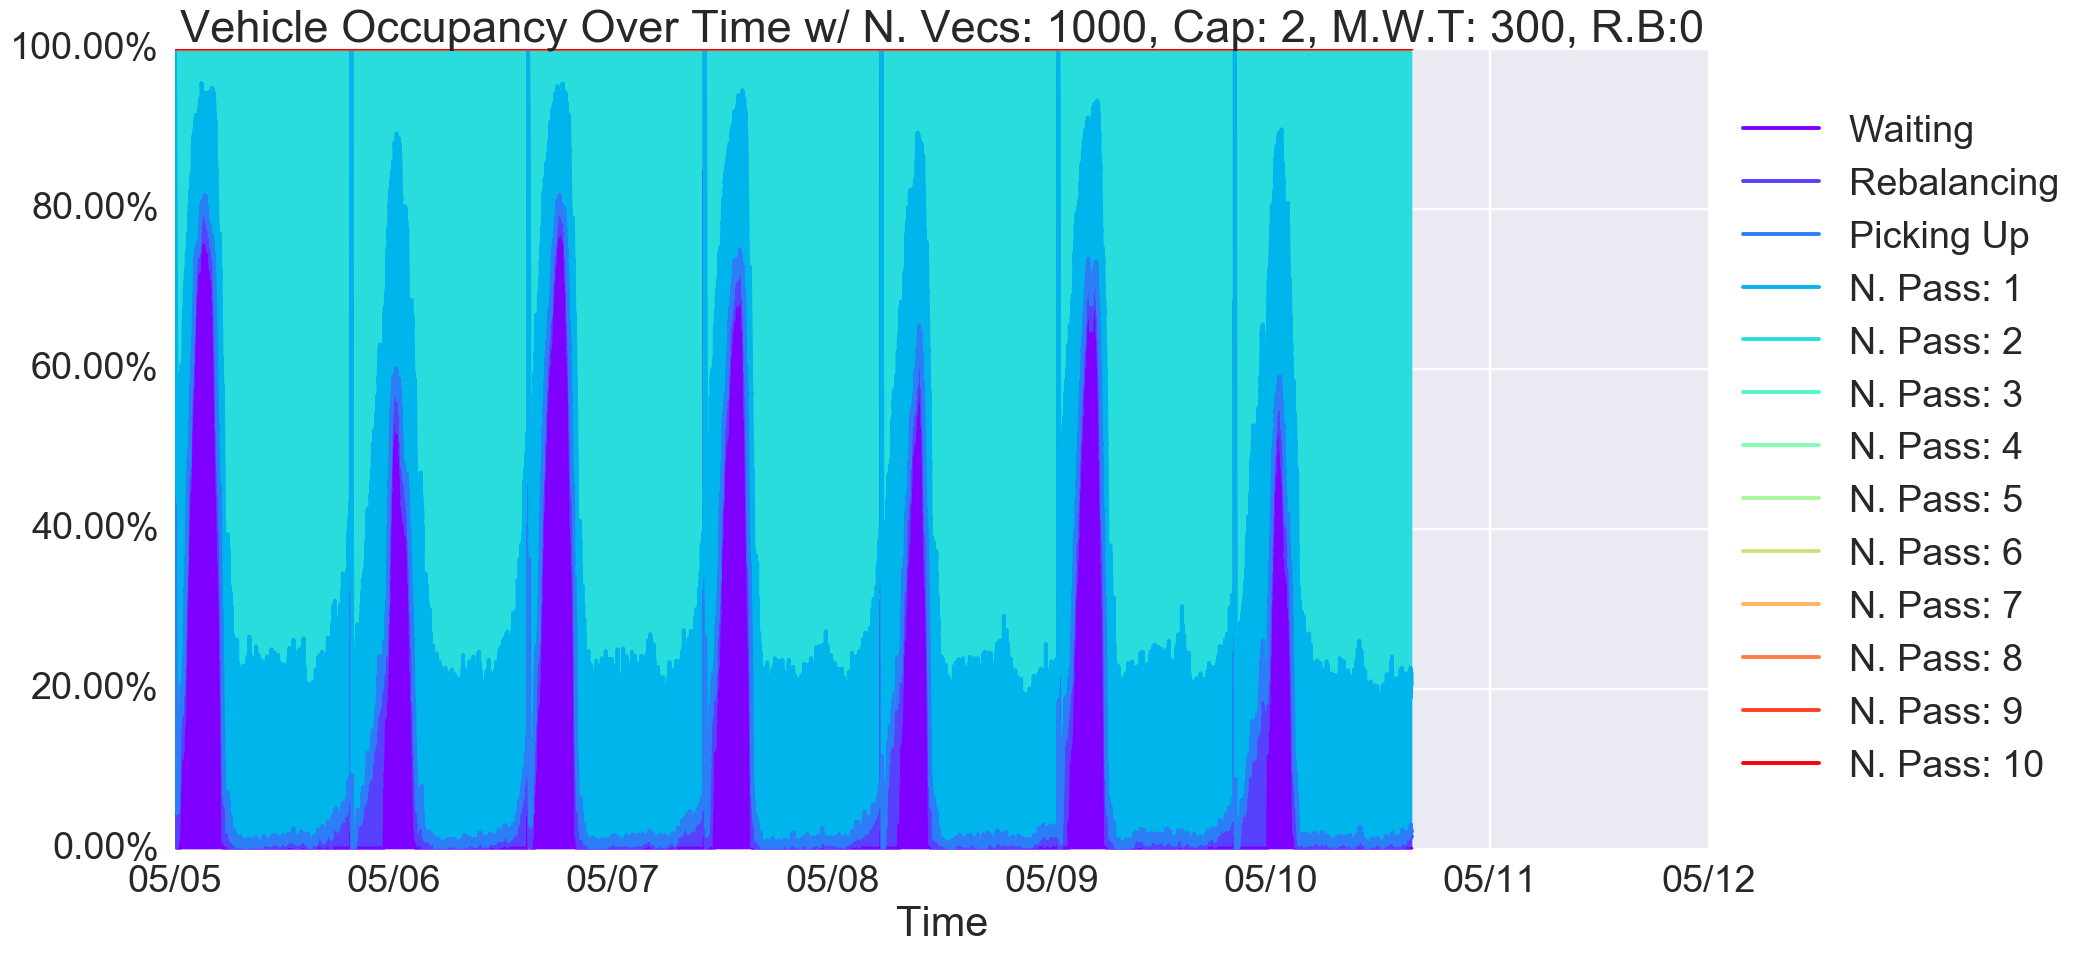 Vehicle Occupancy Over Time w/ N. Vecs: 1000, Cap: 2, M.W.T: 300, R.B:0
100.00%
80.00%
60.00%
40.00%
20.00%
0.00%
05/05 05/06 05/07 05/08 05/09 05/10 05/11 05/12
Time
Waiting
Rebalancing
Picking Up
N. Pass: 1
N. Pass: 2
N. Pass: 3
N. Pass: 4
N. Pass: 5
N. Pass: 6
N. Pass: 7
N. Pass: 8
N. Pass: 9
N. Pass: 10